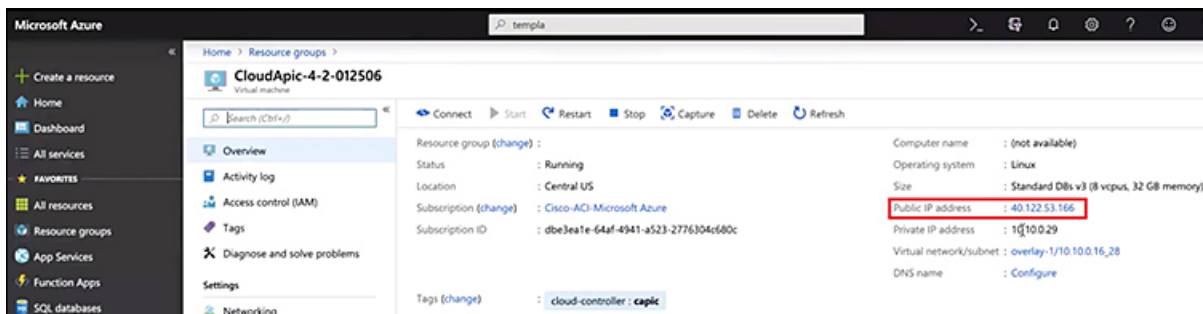 Microsoft Azure
templa
Create a resource
Home
Dashboard
All services
FAVORITES
All resources
Resource groups
App Services
Function Apps
SQL databases
Home > Resource groups >
CloudApic-4-2-012506
Virtual machine
Search (Ctrl+/)
Overview
Activity log
Access control (IAM)
Tags
Diagnose and solve problems
Settings
Networking
Connect Start Restart Stop Capture Delete Refresh
Resource group (change) :
Status : Running
Location : Central US
Subscription (change) : Cisco-ACI-Microsoft Azure
Subscription ID : dbe3ea1e-64af-4941-a523-2776304c680c
Tags (change) : cloud-controller : capic
Computer name : (not available)
Operating system : Linux
Size : Standard D8s v3 (8 vcpus, 32 GB memory)
Public IP address : 40.122.53.166
Private IP address : 10.10.0.29
Virtual network/subnet : overlay-1/10.10.0.16_28
DNS name : Configure